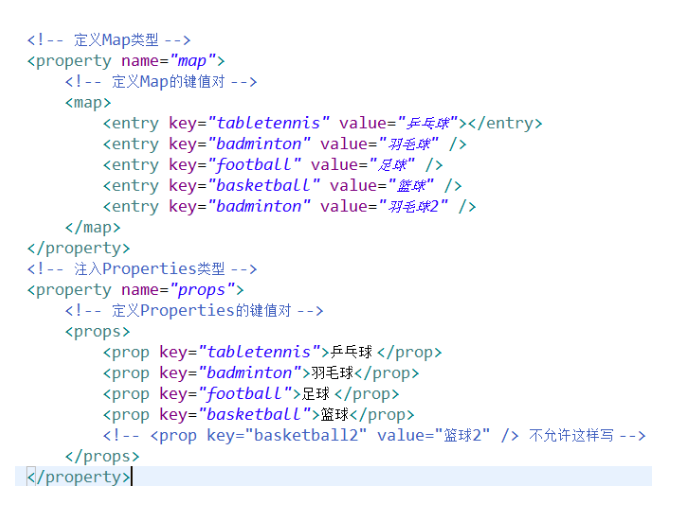 <!-- 定义Map类型 -->
<property name="map">
<!-- 定义Map的键值对 -->
<map>
<entry key="tabletennis" value="乒乓球"></entry>
<entry key="badminton" value="羽毛球" />
<entry key="football" value="足球" />
<entry key="basketball" value="篮球" />
<entry key="badminton" value="羽毛球2" />
</map>
</property>
<!-- 注入Properties类型 -->
<property name="props">
<!-- 定义Properties的键值对 -->
<props>
<prop key="tabletennis">乒乓球</prop>
<prop key="badminton">羽毛球</prop>
<prop key="football">足球</prop>
<prop key="basketball">篮球</prop>
<!-- <prop key="basketball2" value="篮球2" /> 不允许这样写 -->
</props>
</property>